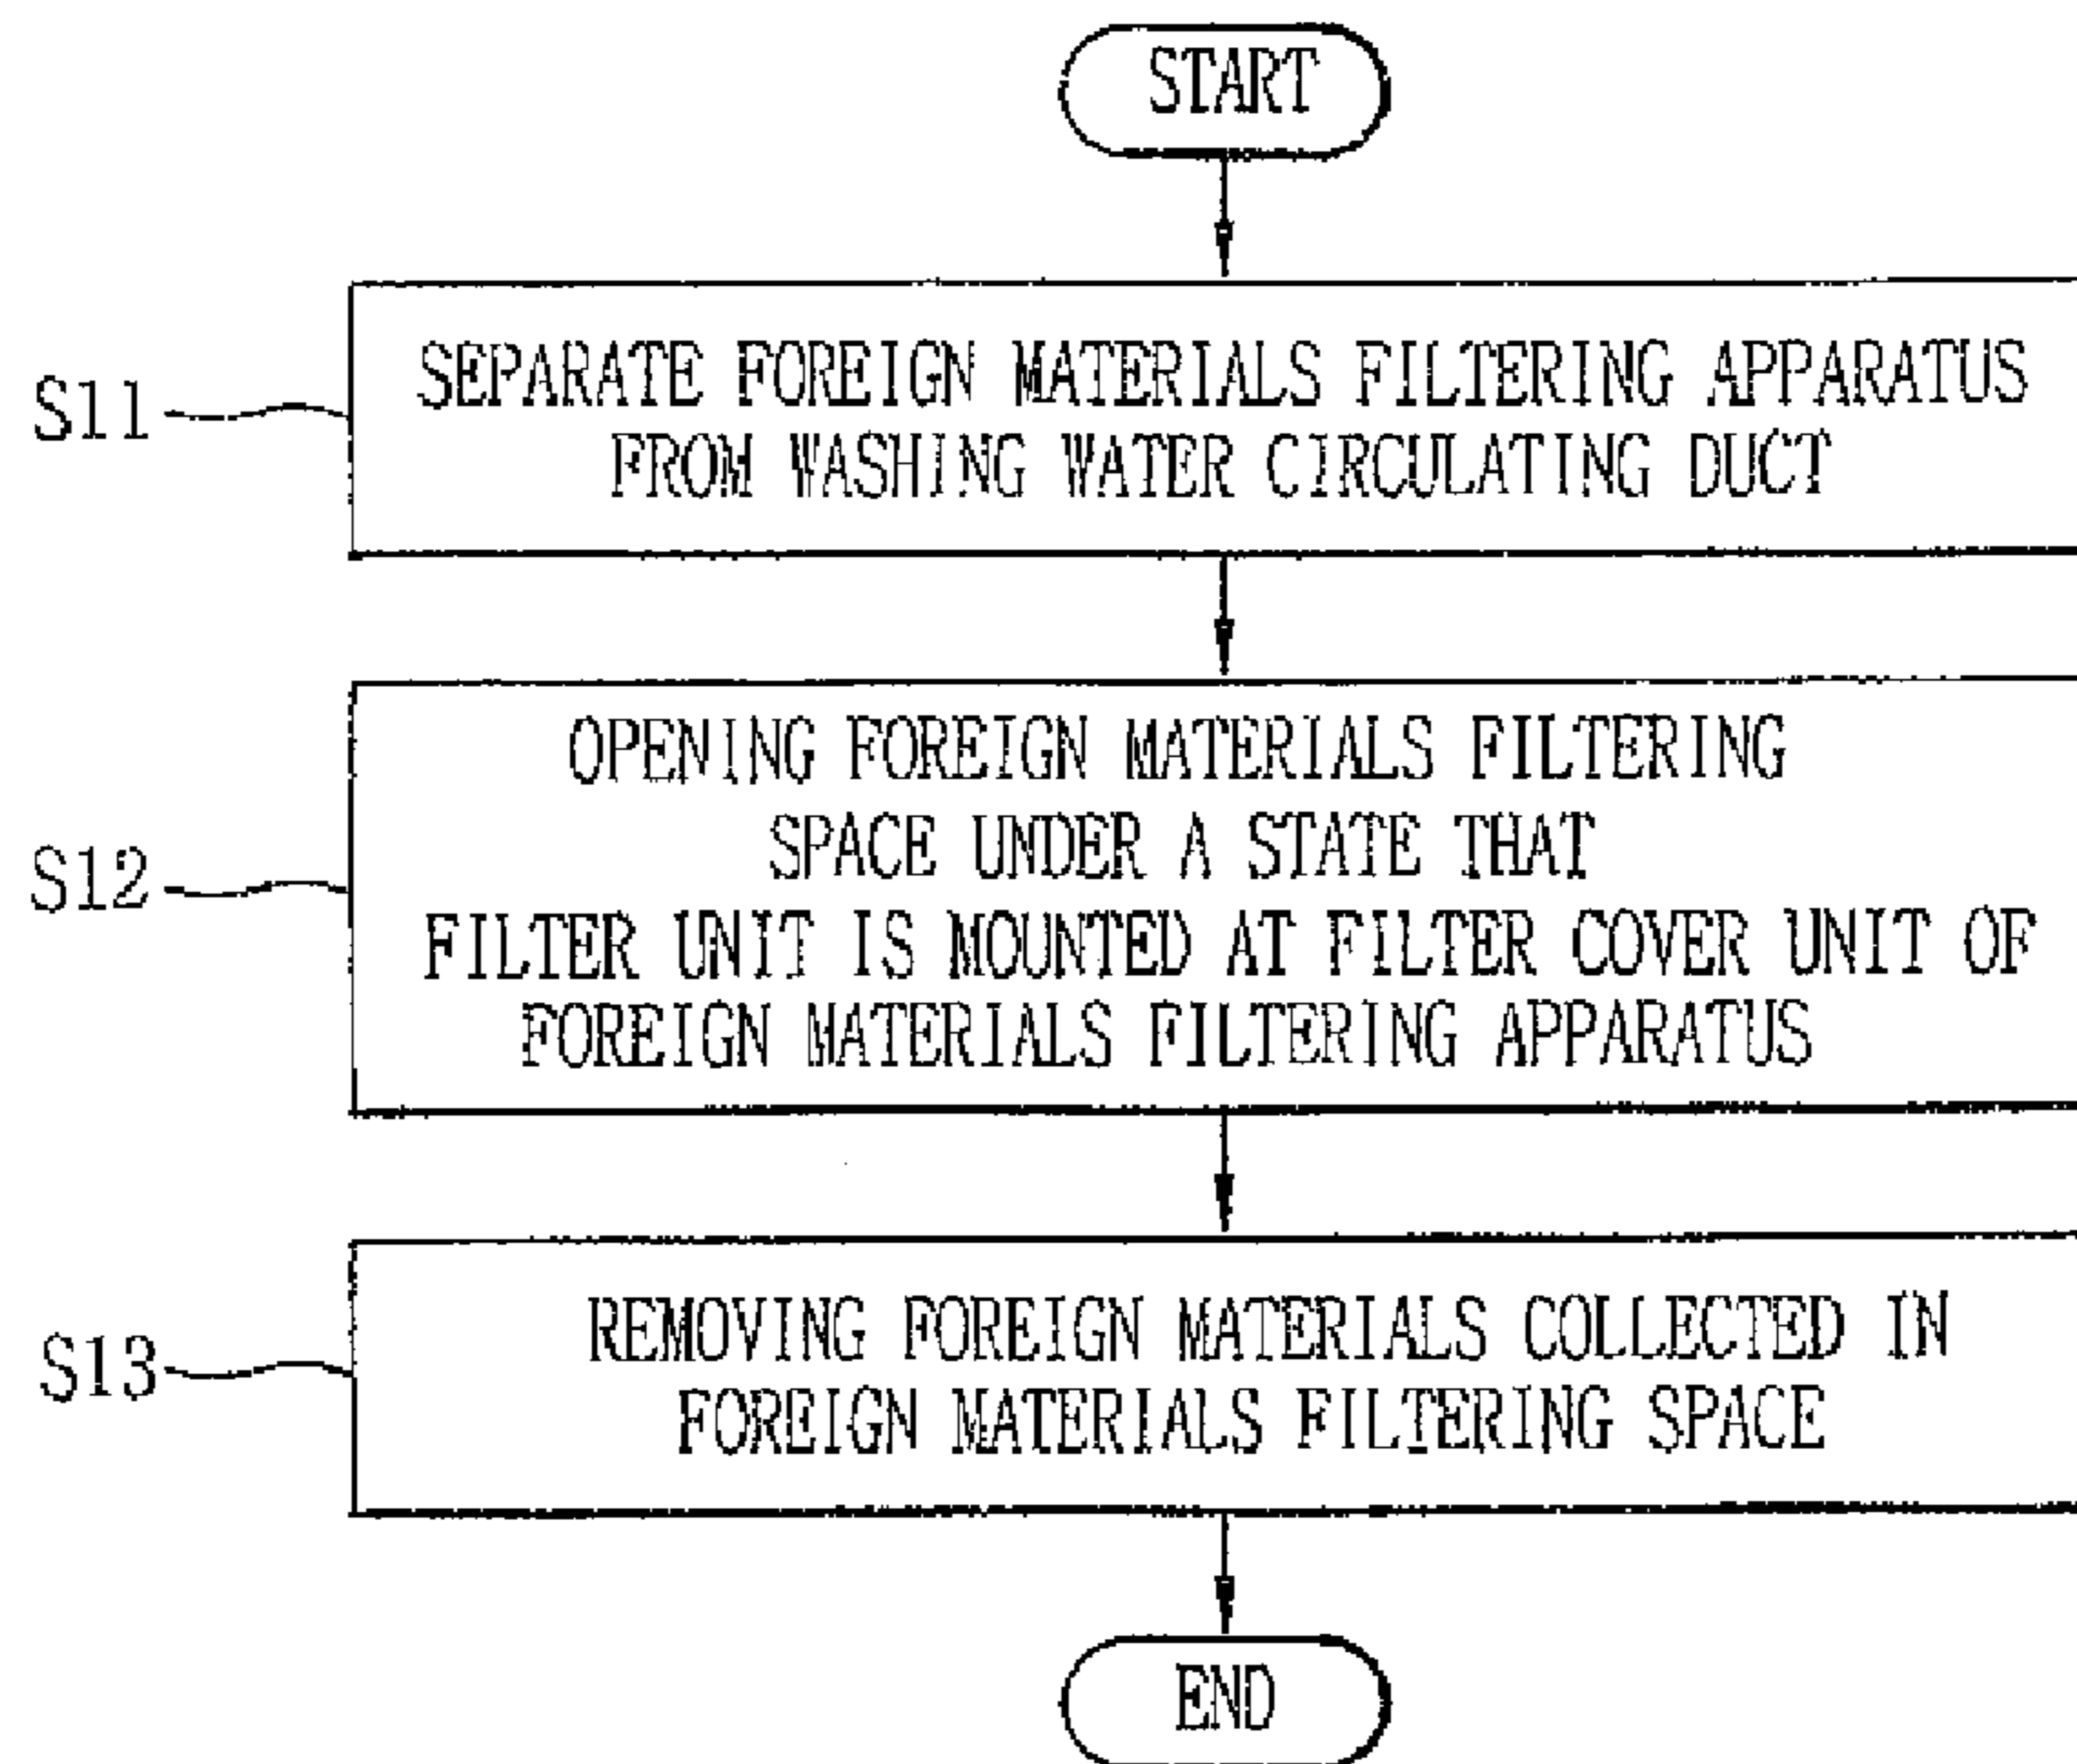 START
S11
SEPARATE FOREIGN MATERIALS FILTERING APPARATUS
FROM WASHING WATER CIRCULATING DUCT
S12
OPENING FOREIGN MATERIALS FILTERING
SPACE UNDER A STATE THAT
FILTER UNIT IS MOUNTED AT FILTER COVER UNIT OF
FOREIGN MATERIALS FILTERING APPARATUS
S13
REMOVING FOREIGN MATERIALS COLLECTED IN
FOREIGN MATERIALS FILTERING SPACE
END